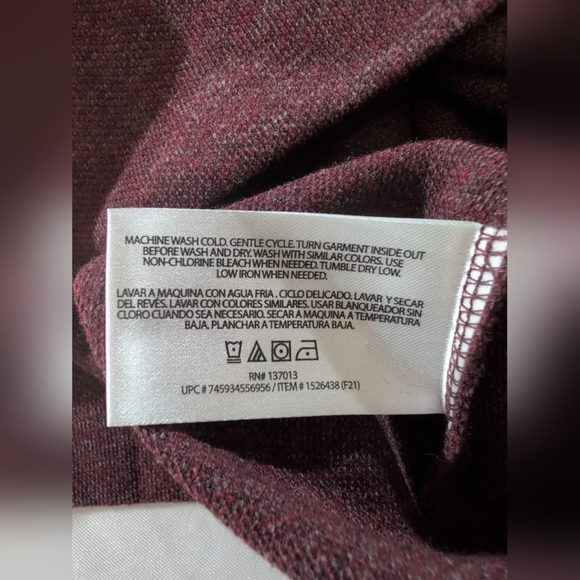 MACHINE WASH COLD. GENTLE CYCLE. TURN GARMENT INSIDE OUT
BEFORE WASH AND DRY. WASH WITH SIMILAR COLORS. USE
NON-CHLORINE BLEACH WHEN NEEDED. TUMBLE DRY LOW.
LOW IRON WHEN NEEDED.
LAVAR A MAQUINA CON AGUA FRIA . CICLO DELICADO. LAVAR Y SECAR
DEL REVÉS. LAVAR CON COLORES SIMILARES. USAR BLANQUEADOR SIN
CLORO CUANDO SEA NECESARIO. SECAR A MAQUINA A TEMPERATURA
BAJA. PLANCHAR A TEMPERATURA BAJA.
RN# 137013
UPC # 745934556956 / ITEM # 1526438 (F21)